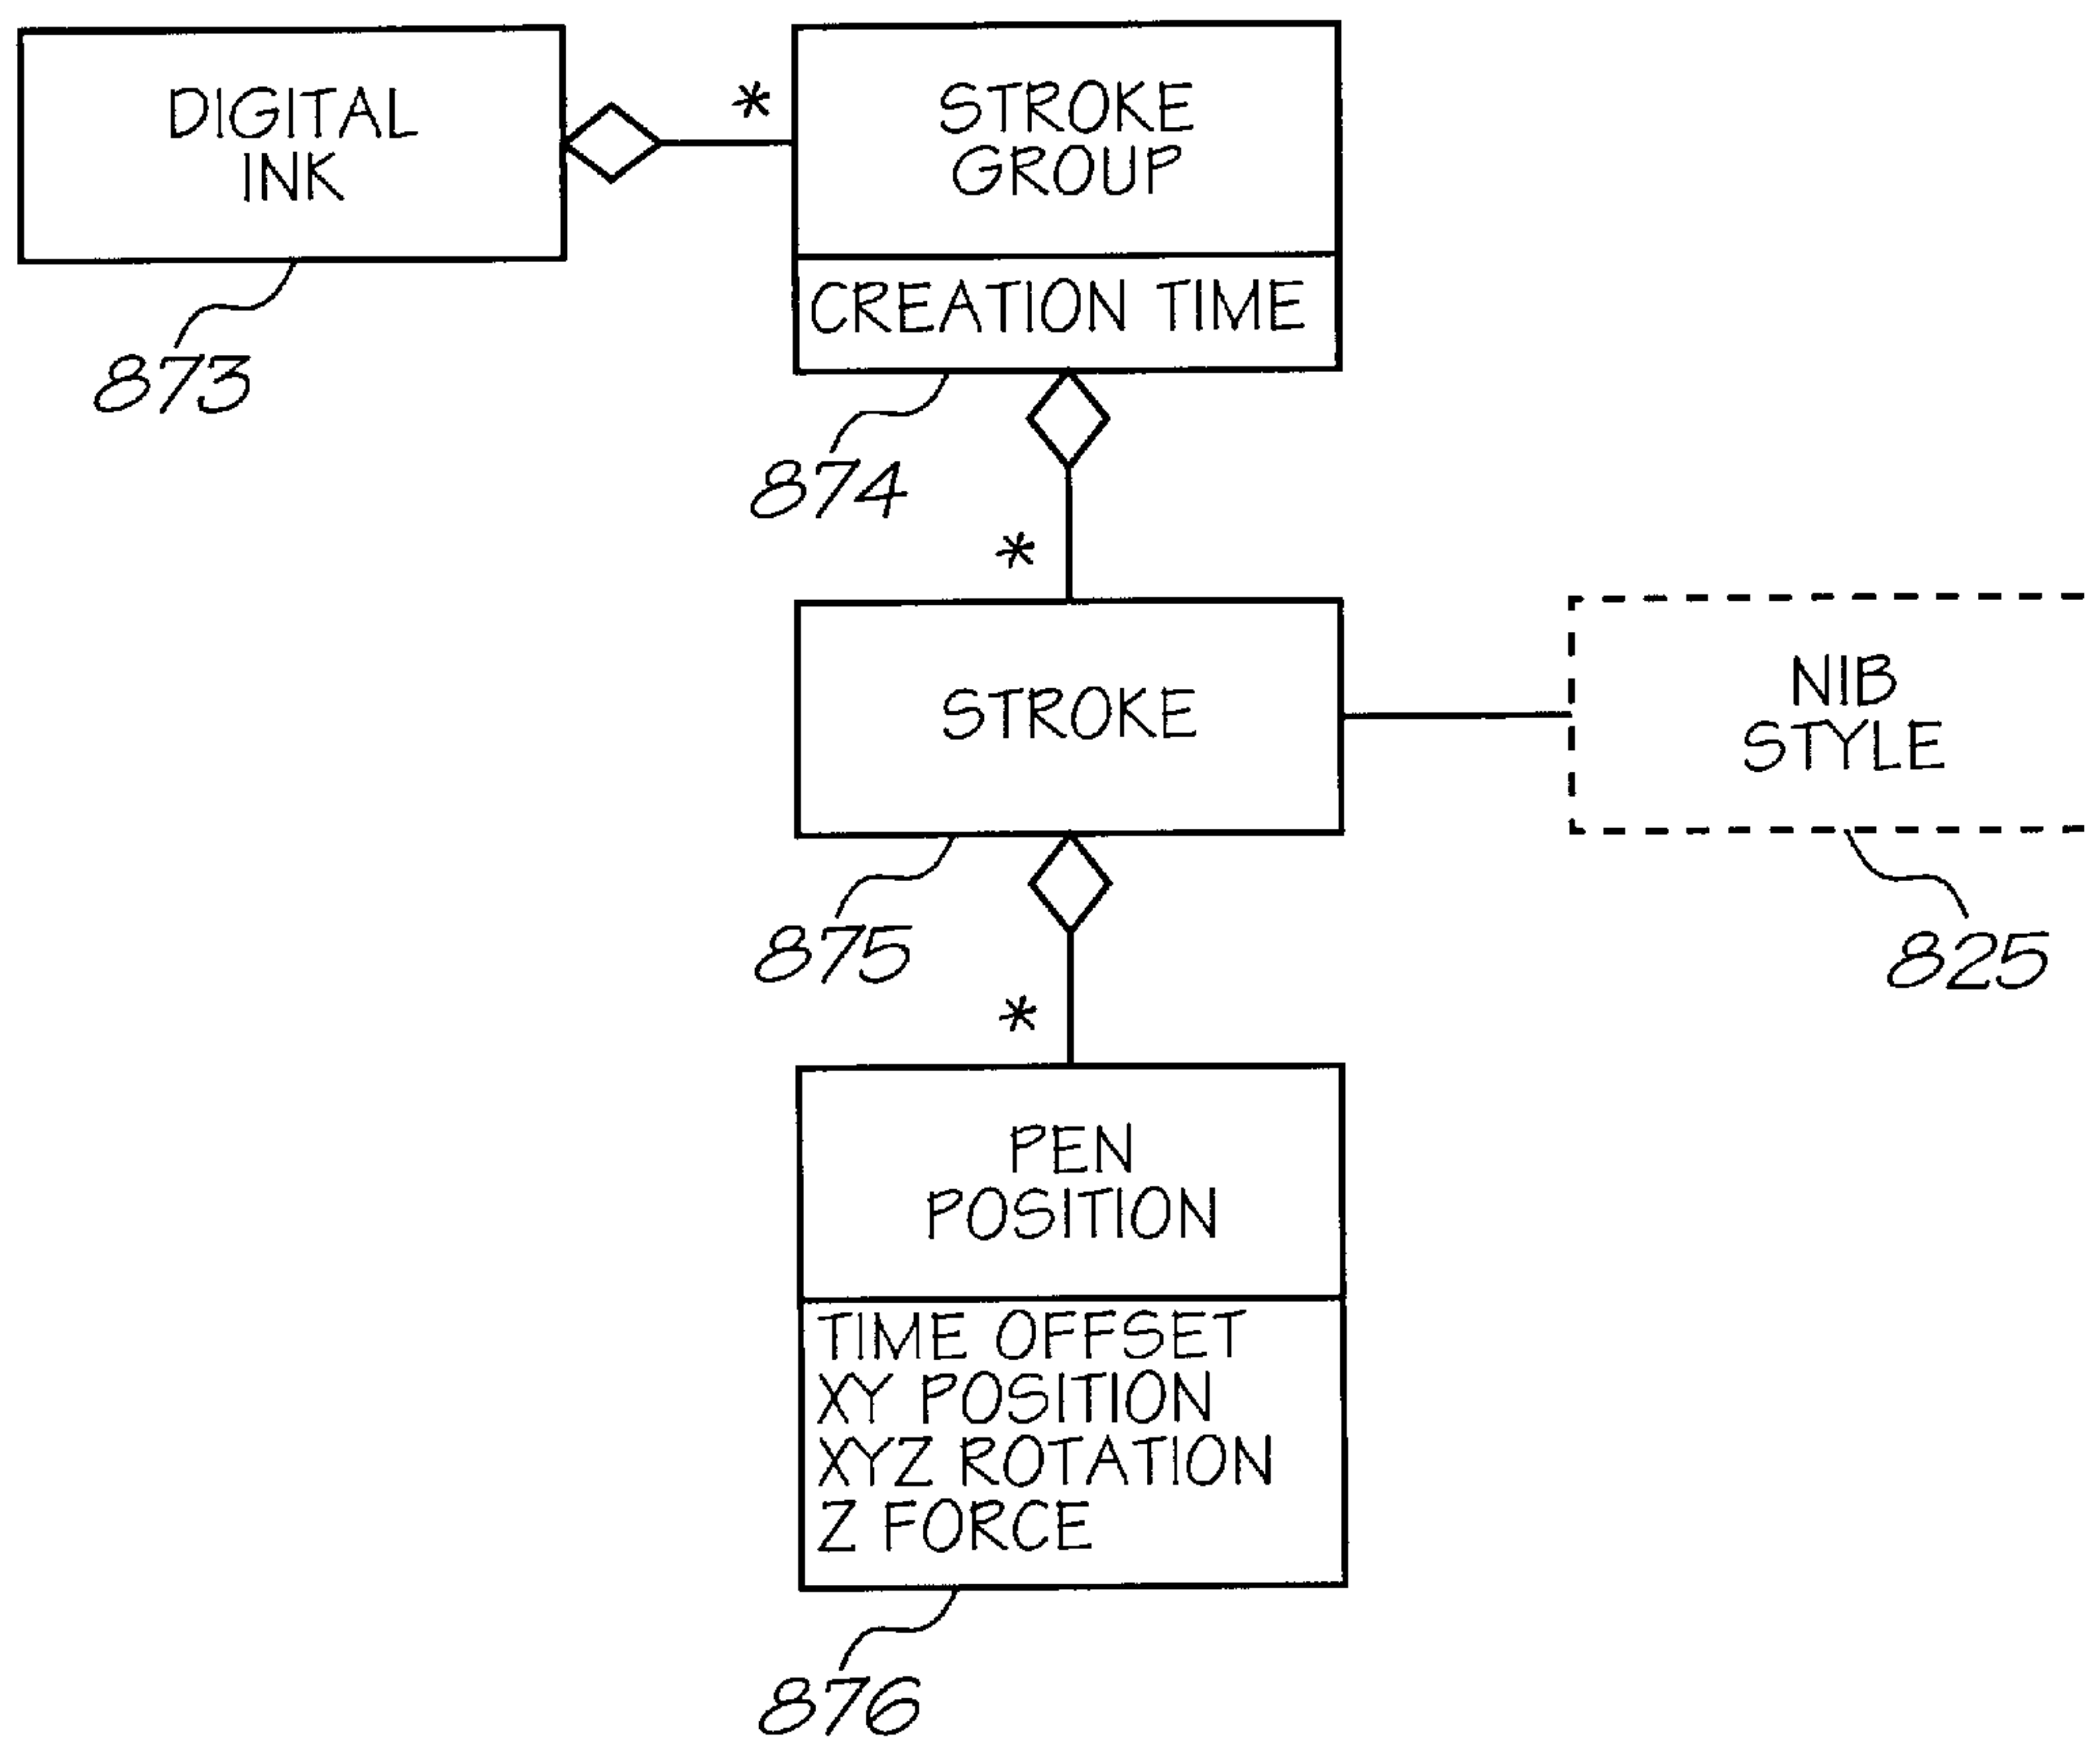 DIGITAL
INK
873
*
STROKE
GROUP
CREATION TIME
874
*
STROKE
875
NIB
STYLE
825
*
PEN
POSITION
TIME OFFSET
XY POSITION
XYZ ROTATION
Z FORCE
876